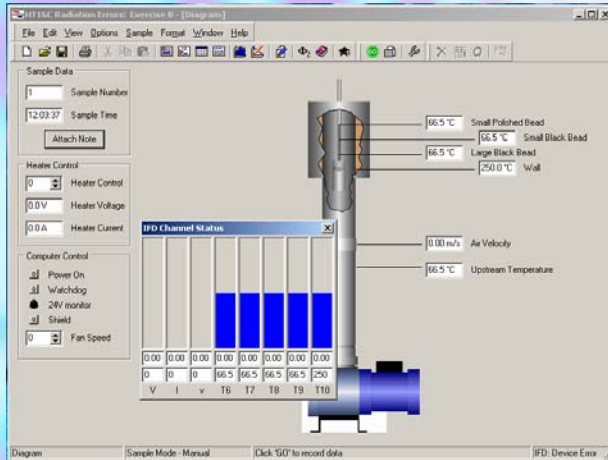 HT16C Radiation Errors: Exercise B - [Diagram]
File Edit View Options Sample Format Window Help
Sample Data
1 Sample Number
12:03:37 Sample Time
Attach Note
Heater Control
0 Heater Control
0.0 V Heater Voltage
0.0 A Heater Current
Computer Control
Power On
Watchdog
24V monitor
Shield
0 Fan Speed
66.5 °C Small Polished Bead
66.5 °C Small Black Bead
66.5 °C Large Black Bead
250.0 °C Wall
0.00 m/s Air Velocity
66.5 °C Upstream Temperature
IFD Channel Status
0.00 0.00 0.00 0.00 0.00 0.00 0.00 0.00
0 0 0 66.5 66.5 66.5 66.5 250
V I v T6 T7 T8 T9 T10
Diagram Sample Mode - Manual Click 'GO' to record data IFD: Device Error